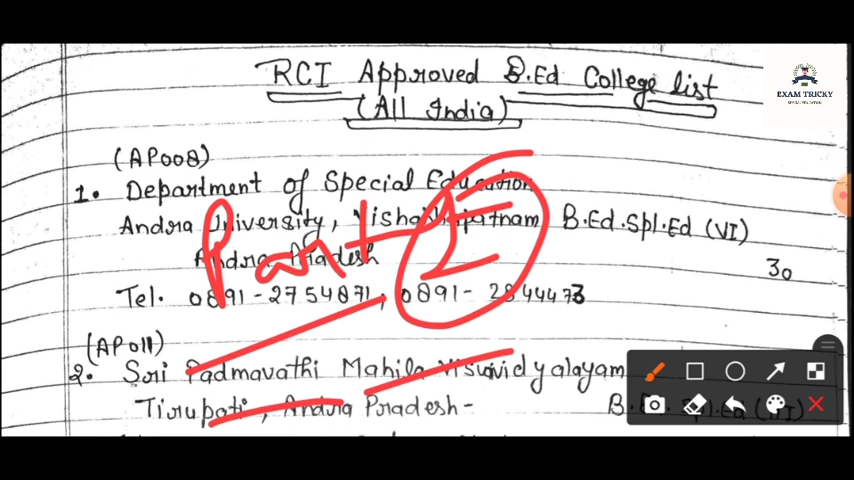 RCI Approved B.Ed College list
(All India)
EXAM TRICKY
SPECIAL EDUCATION
(AP008)
1. Department of Special Education
Andra University, Vishakhapatnam B.Ed.Spl.Ed (VI)
Andra Pradesh
30
Part-I
Tel. 0891-2754871, 0891-2844473
(AP011)
2. Sri Padmavathi Mahila Visvavidyalayam
Tirupati, Andra Pradesh-